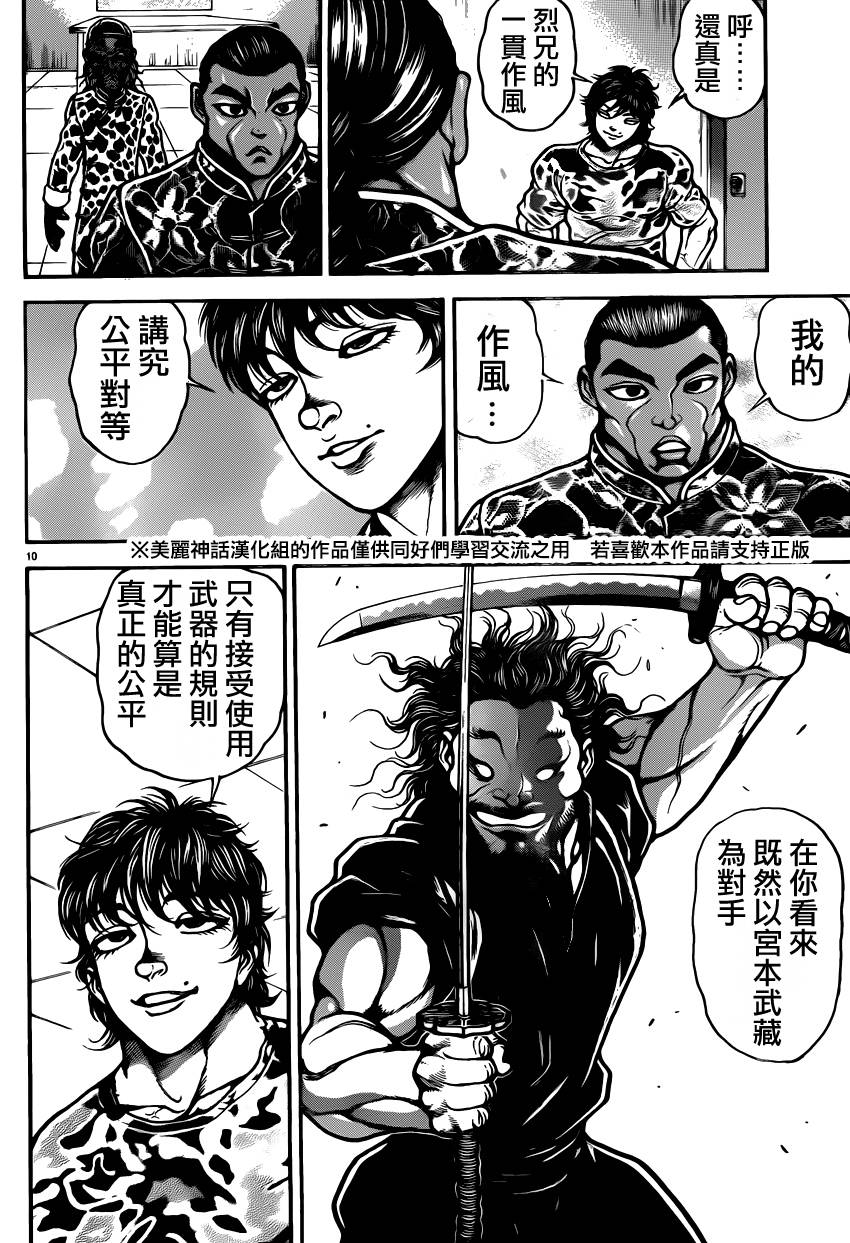 呼……
還真是
烈兄的
一貫作風
我的
作風…
講究
公平對等
10
※美麗神話漢化組的作品僅供同好們學習交流之用　若喜歡本作品請支持正版
在你看來
既然以宮本武藏
為對手
只有接受使用
武器的規則
才能算是
真正的公平